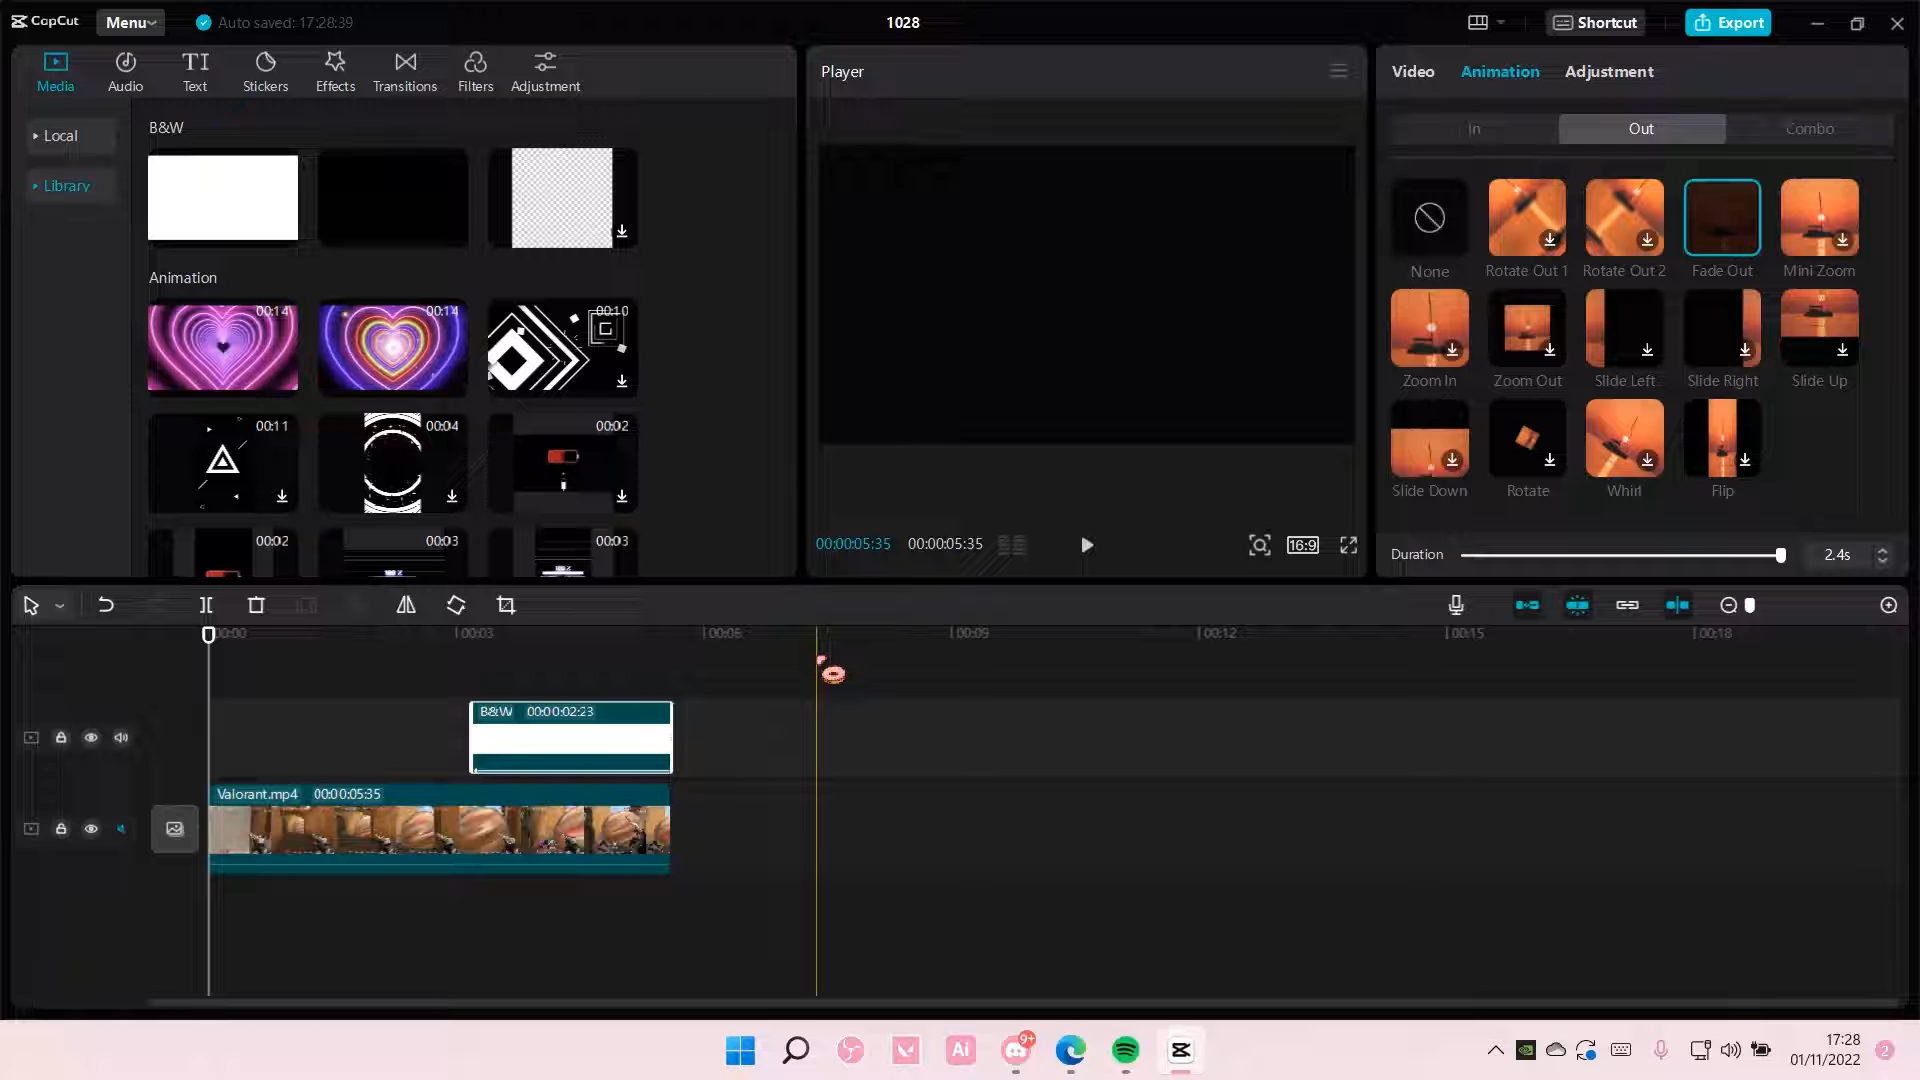 CapCut
Menu
Auto saved: 17:28:39
1028
Shortcut
Export
Media
Audio
Text
Stickers
Effects
Transitions
Filters
Adjustment
Local
Library
B&W
Animation
00:14
00:14
00:10
00:11
00:04
00:02
00:02
00:03
00:03
Player
00:00:05:35
00:00:05:35
16:9
Video
Animation
Adjustment
In
Out
Combo
None
Rotate Out 1
Rotate Out 2
Fade Out
Mini Zoom
Zoom In
Zoom Out
Slide Left
Slide Right
Slide Up
Slide Down
Rotate
Whirl
Flip
Duration
2.4s
00:00
00:03
00:06
00:09
00:12
00:15
00:18
B&W 00:00:02:23
Valorant.mp4 00:00:05:35
Ai
9+
17:28
01/11/2022
2